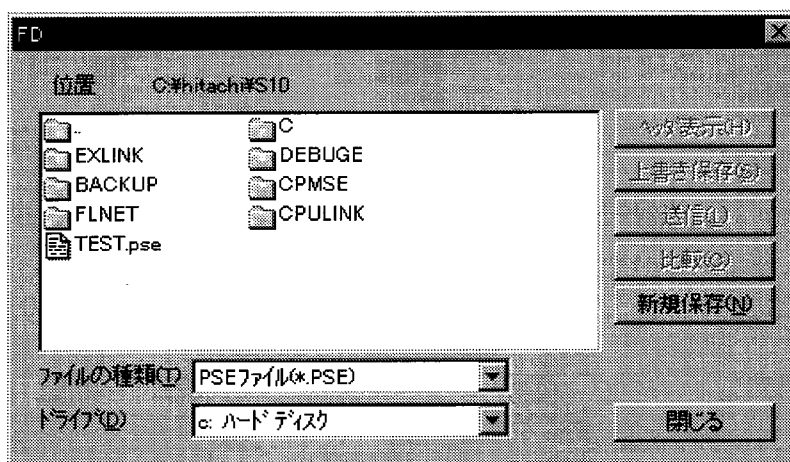 FD
位置 C:¥hitachi¥S10
..
C
EXLINK
DEBUGE
BACKUP
CPMSE
FLNET
CPULINK
TEST.pse
ヘッダ表示(H)
上書き保存(S)
送信(L)
比較(C)
新規保存(N)
ファイルの種類(T) PSEファイル(*.PSE)
ドライブ(D) c: ハードディスク
閉じる